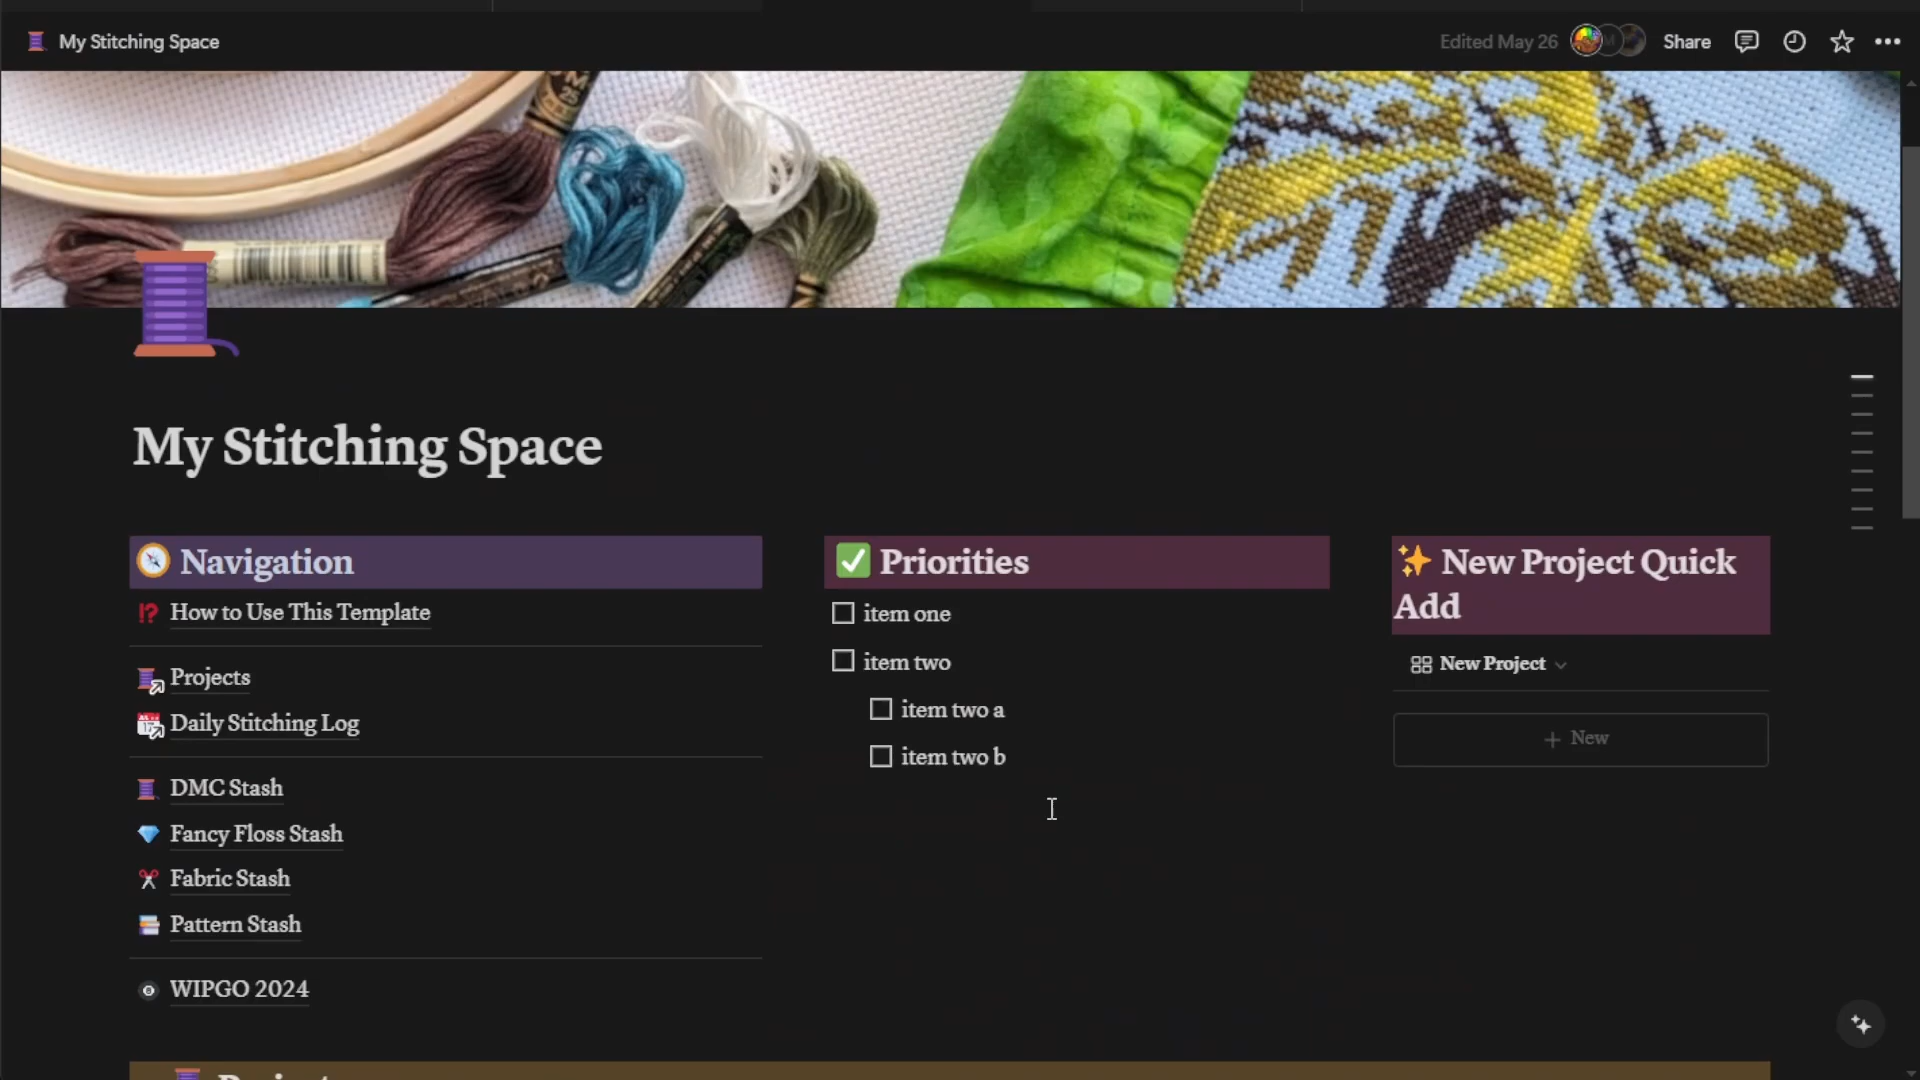 My Stitching Space
Edited May 26
Share
25
My Stitching Space
Navigation
How to Use This Template
Projects
Daily Stitching Log
DMC Stash
Fancy Floss Stash
Fabric Stash
Pattern Stash
WIPGO 2024
Priorities
item one
item two
item two a
item two b
New Project Quick
Add
New Project
New